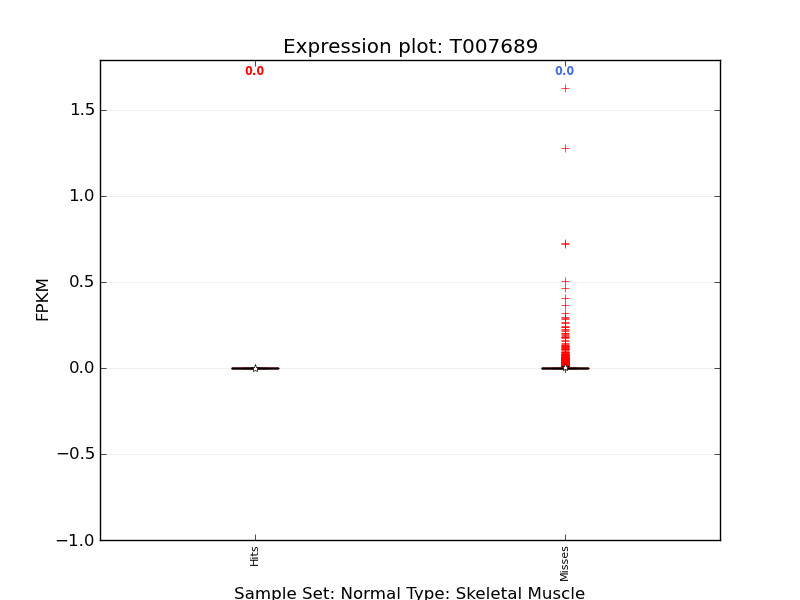 Expression plot: T007689
0.0 0.0
1.5
1.0
0.5
0.0
−0.5
−1.0
FPKM
Hits
Misses
Sample Set: Normal Type: Skeletal Muscle